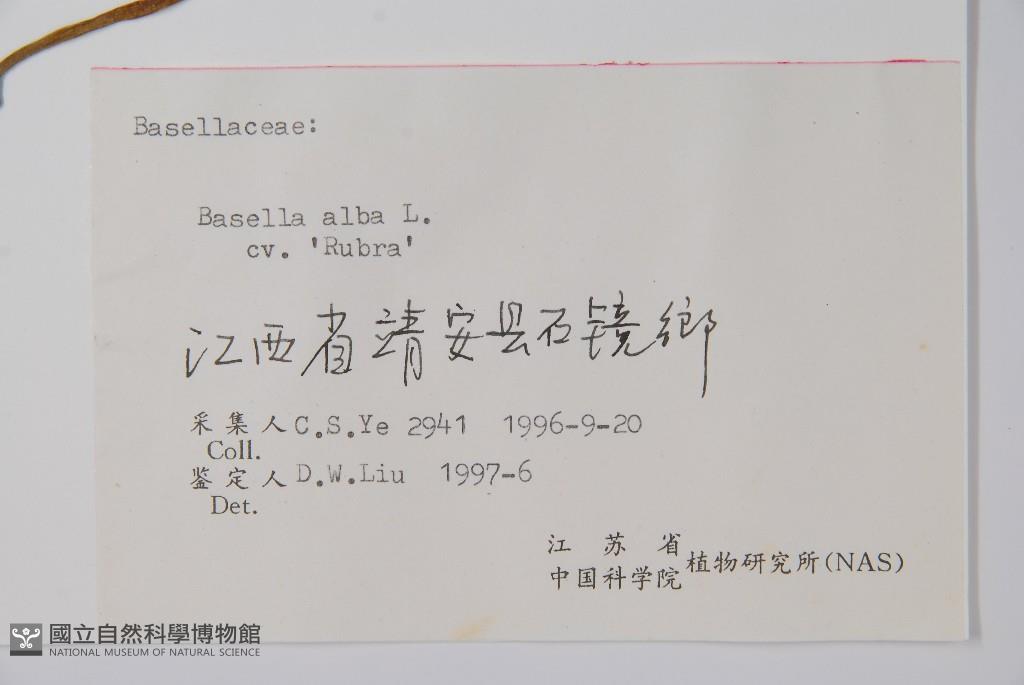 Basellaceae:
Basella alba L.
cv. 'Rubra'
江西省靖安县石镜鄉
采集人 C.S.Ye 2941 1996-9-20
Coll.
鉴定人 D.W.Liu 1997-6
Det.
江苏省
中国科学院植物研究所(NAS)
國立自然科學博物館
NATIONAL MUSEUM OF NATURAL SCIENCE